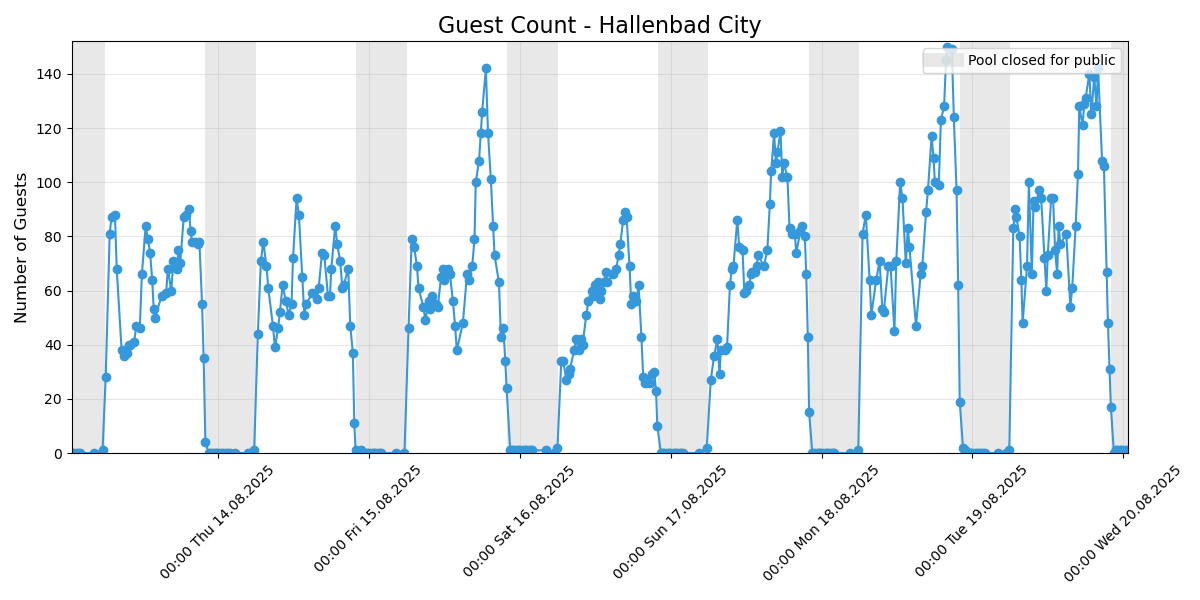 Guest Count - Hallenbad City
Pool closed for public
Number of Guests
140
120
100
80
60
40
20
0
00:00 Thu 14.08.2025
00:00 Fri 15.08.2025
00:00 Sat 16.08.2025
00:00 Sun 17.08.2025
00:00 Mon 18.08.2025
00:00 Tue 19.08.2025
00:00 Wed 20.08.2025